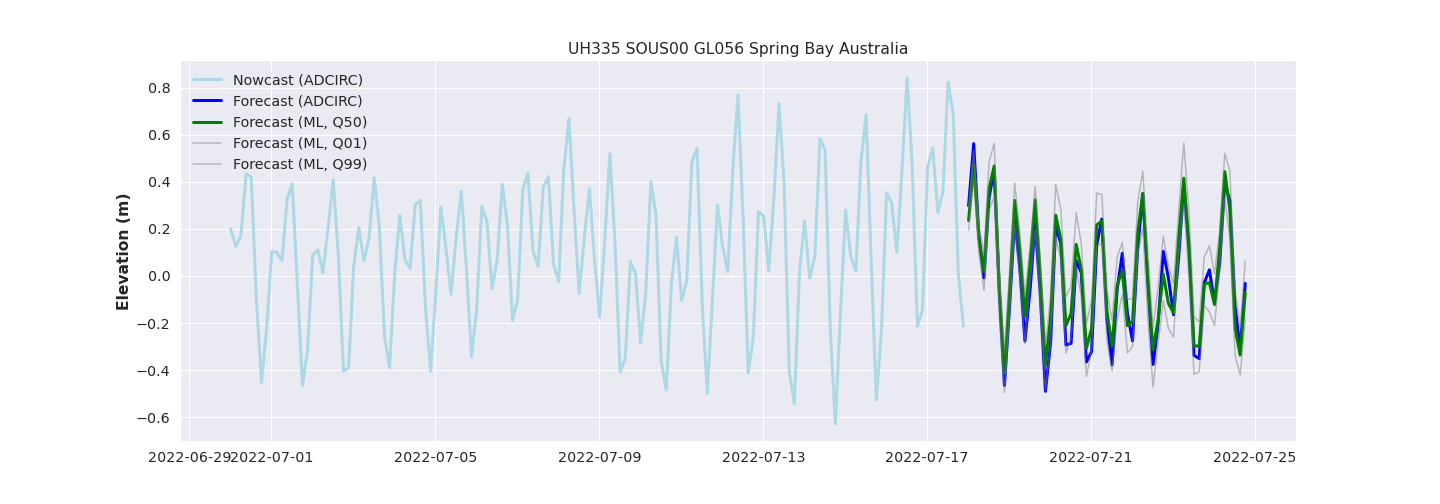 UH335 SOUS00 GL056 Spring Bay Australia
Nowcast (ADCIRC)
Forecast (ADCIRC)
Forecast (ML, Q50)
Forecast (ML, Q01)
Forecast (ML, Q99)
Elevation (m)
0.8
0.6
0.4
0.2
0.0
−0.2
−0.4
−0.6
2022-06-29 2022-07-01 2022-07-05 2022-07-09 2022-07-13 2022-07-17 2022-07-21 2022-07-25